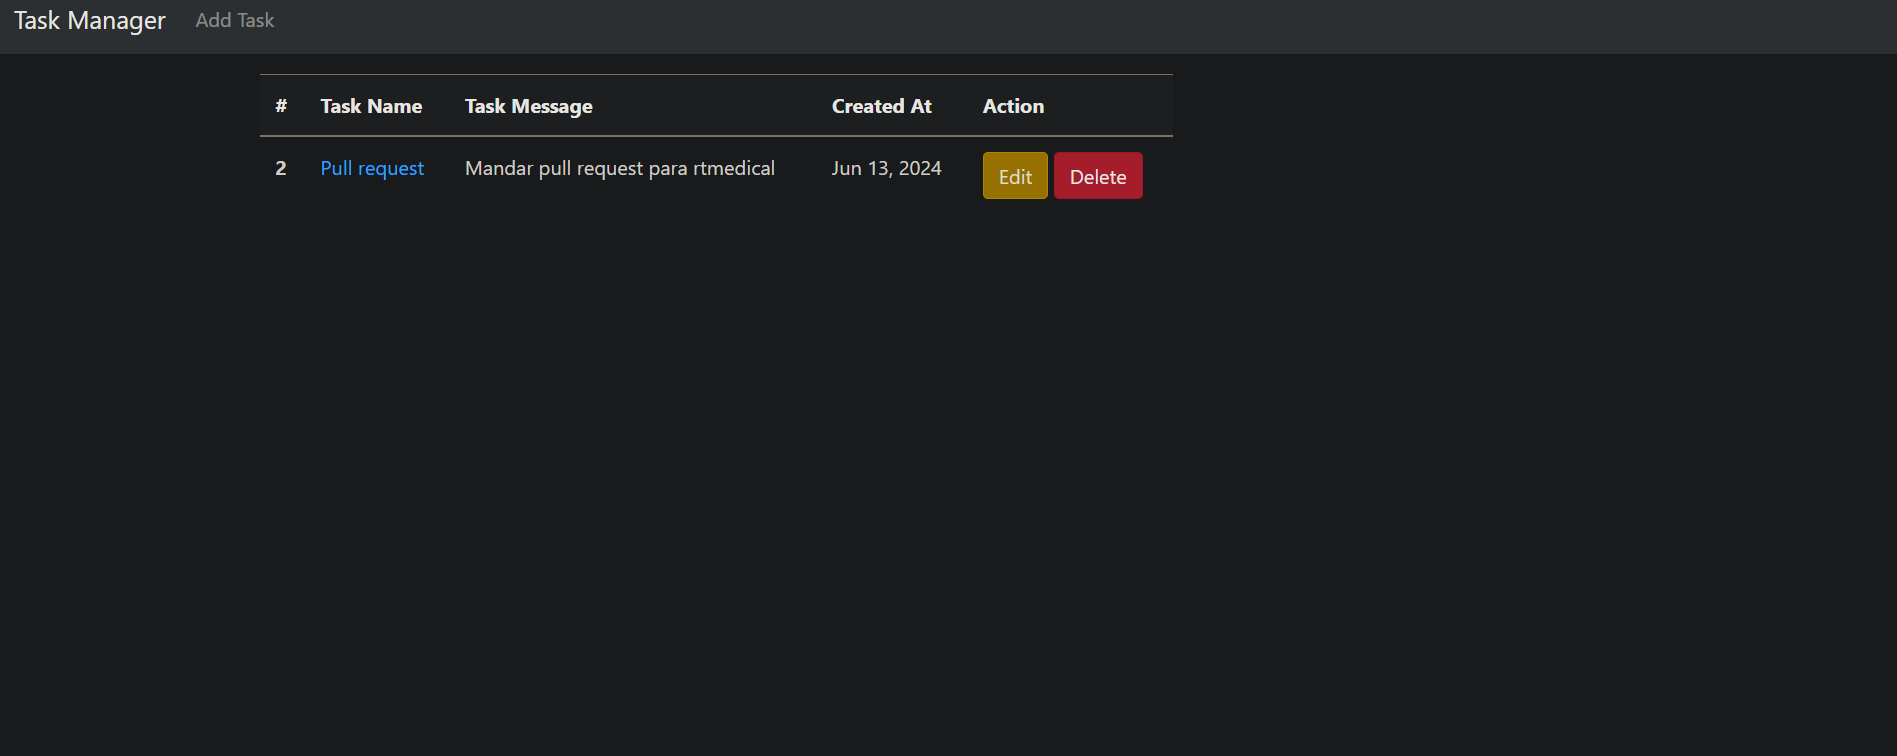 Task Manager Add Task
# Task Name Task Message Created At Action
2 Pull request Mandar pull request para rtmedical Jun 13, 2024 Edit Delete